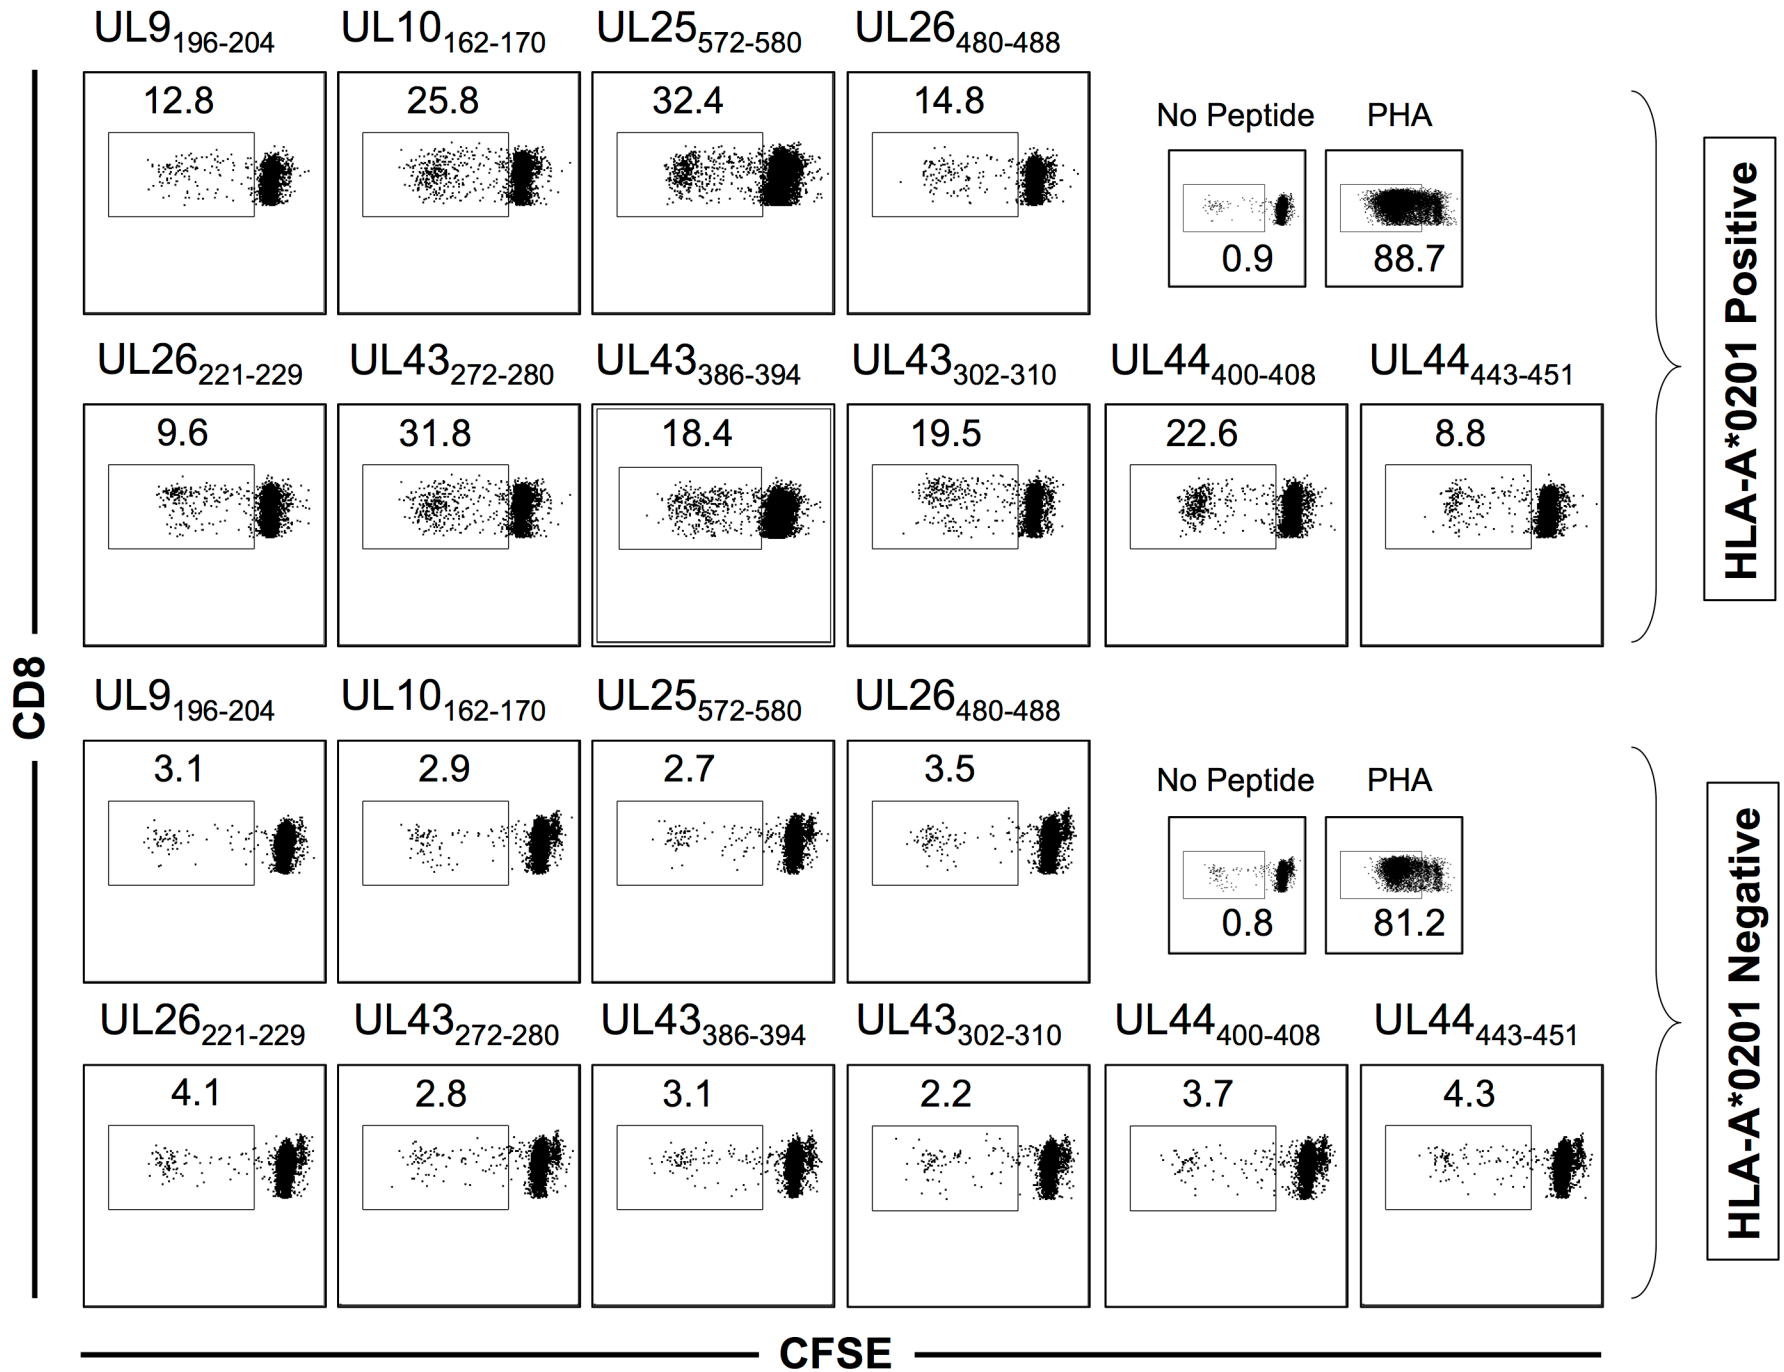 UL9196-204 UL10162-170 UL25572-580 UL26480-488
12.8 25.8 32.4 14.8
No Peptide PHA
0.9 88.7
UL26221-229 UL43272-280 UL43386-394 UL43302-310 UL44400-408 UL44443-451
9.6 31.8 18.4 19.5 22.6 8.8
HLA-A*0201 Positive
CD8
UL9196-204 UL10162-170 UL25572-580 UL26480-488
3.1 2.9 2.7 3.5
No Peptide PHA
0.8 81.2
UL26221-229 UL43272-280 UL43386-394 UL43302-310 UL44400-408 UL44443-451
4.1 2.8 3.1 2.2 3.7 4.3
HLA-A*0201 Negative
CFSE